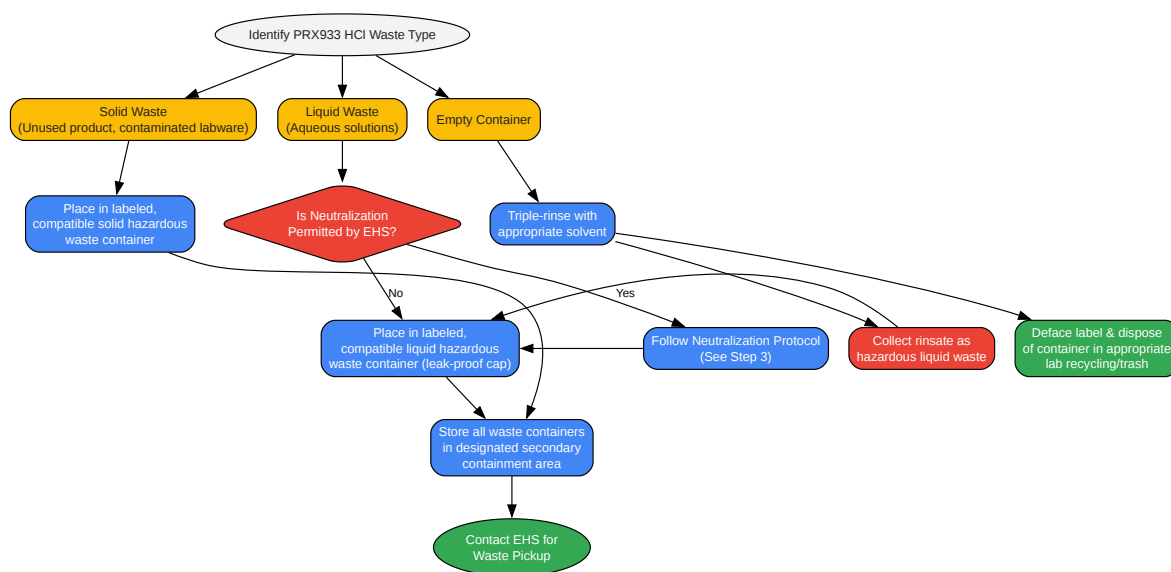 Identify PRX933 HCl Waste Type
Solid Waste
(Unused product, contaminated labware)
Liquid Waste
(Aqueous solutions)
Empty Container
Place in labeled,
compatible solid hazardous
waste container
Is Neutralization
Permitted by EHS?
Triple-rinse with
appropriate solvent
No
Yes
Place in labeled,
compatible liquid hazardous
waste container (leak-proof cap)
Follow Neutralization Protocol
(See Step 3)
Collect rinsate as
hazardous liquid waste
Deface label & dispose
of container in appropriate
lab recycling/trash
Store all waste containers
in designated secondary
containment area
Contact EHS for
Waste Pickup